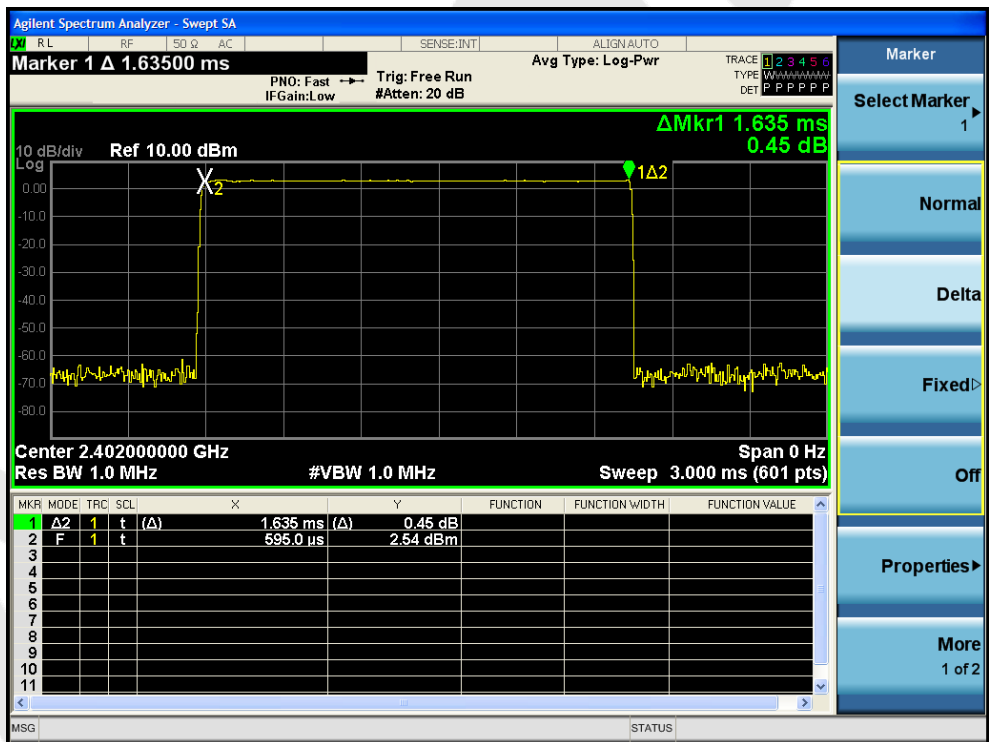 Agilent Spectrum Analyzer - Swept SA
LXI RL RF 50 Ω AC SENSE:INT ALIGN AUTO
Marker 1 Δ 1.63500 ms
PNO: Fast
IFGain:Low
Trig: Free Run
#Atten: 20 dB
Avg Type: Log-Pwr
TRACE 1 2 3 4 5 6
TYPE WWWWWW
DET P P P P P P
ΔMkr1 1.635 ms
0.45 dB
10 dB/div
Log
Ref 10.00 dBm
0.00
-10.0
-20.0
-30.0
-40.0
-50.0
-60.0
-70.0
-80.0
2
1Δ2
Center 2.402000000 GHz
Span 0 Hz
Res BW 1.0 MHz
#VBW 1.0 MHz
Sweep 3.000 ms (601 pts)
MKR MODE TRC SCL X Y FUNCTION FUNCTION WIDTH FUNCTION VALUE
1 Δ2 1 t (Δ) 1.635 ms (Δ) 0.45 dB
2 F 1 t 595.0 µs 2.54 dBm
3
4
5
6
7
8
9
10
11
MSG
STATUS
Marker
Select Marker
1
Normal
Delta
Fixed
Off
Properties
More
1 of 2